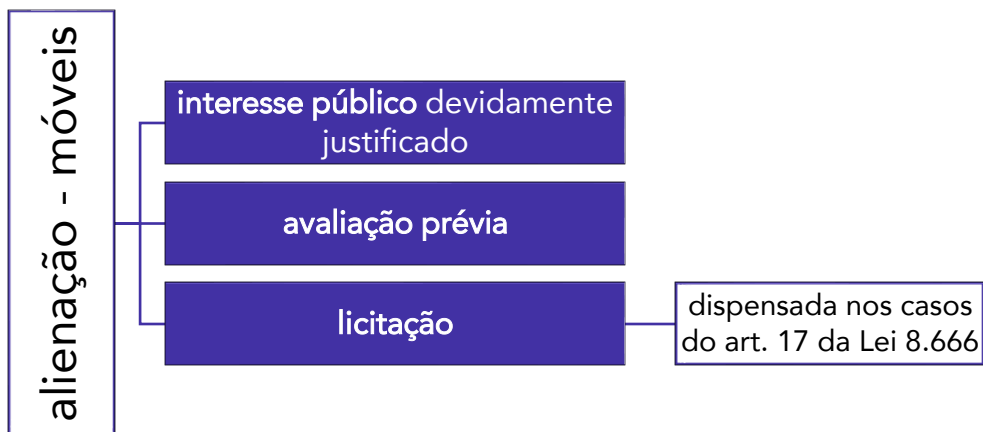 alienação - móveis
interesse público devidamente
justificado
avaliação prévia
licitação
dispensada nos casos
do art. 17 da Lei 8.666